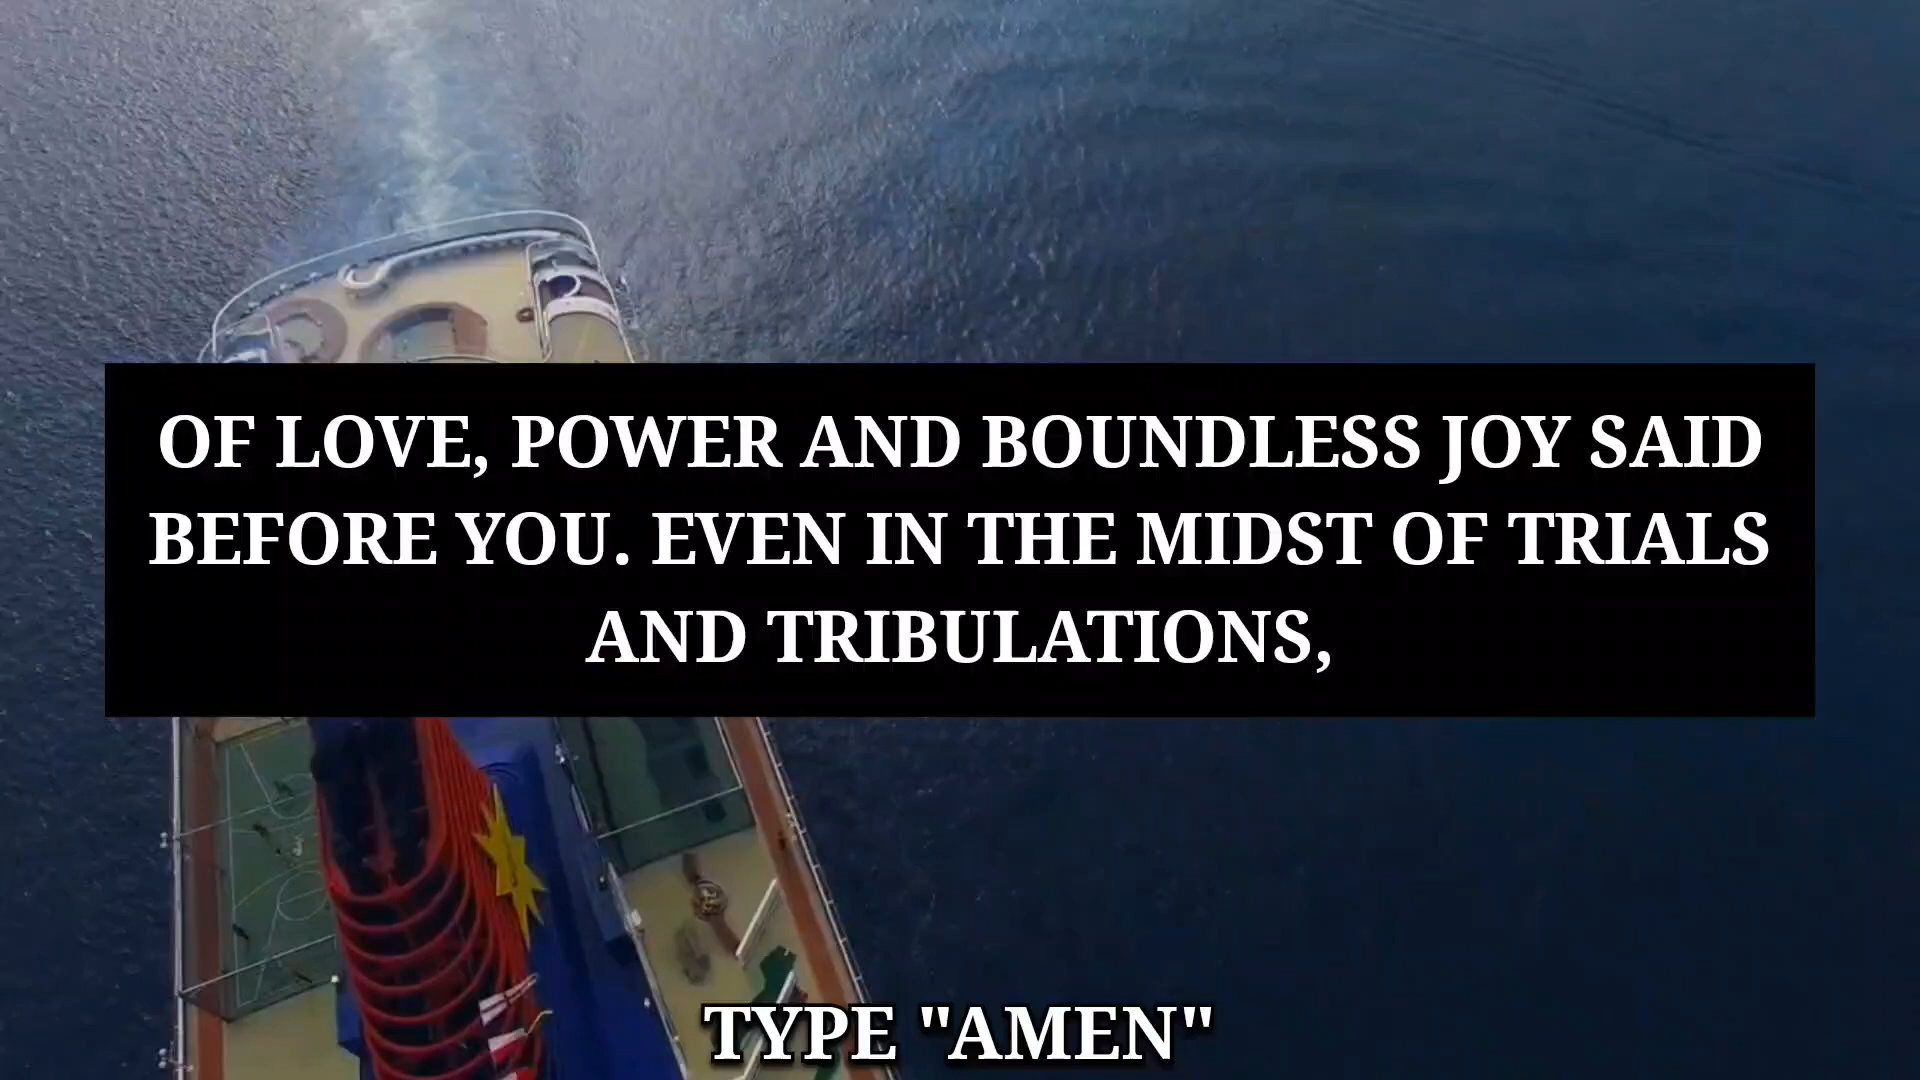 OF LOVE, POWER AND BOUNDLESS JOY SAID
BEFORE YOU. EVEN IN THE MIDST OF TRIALS
AND TRIBULATIONS,
TYPE "AMEN"